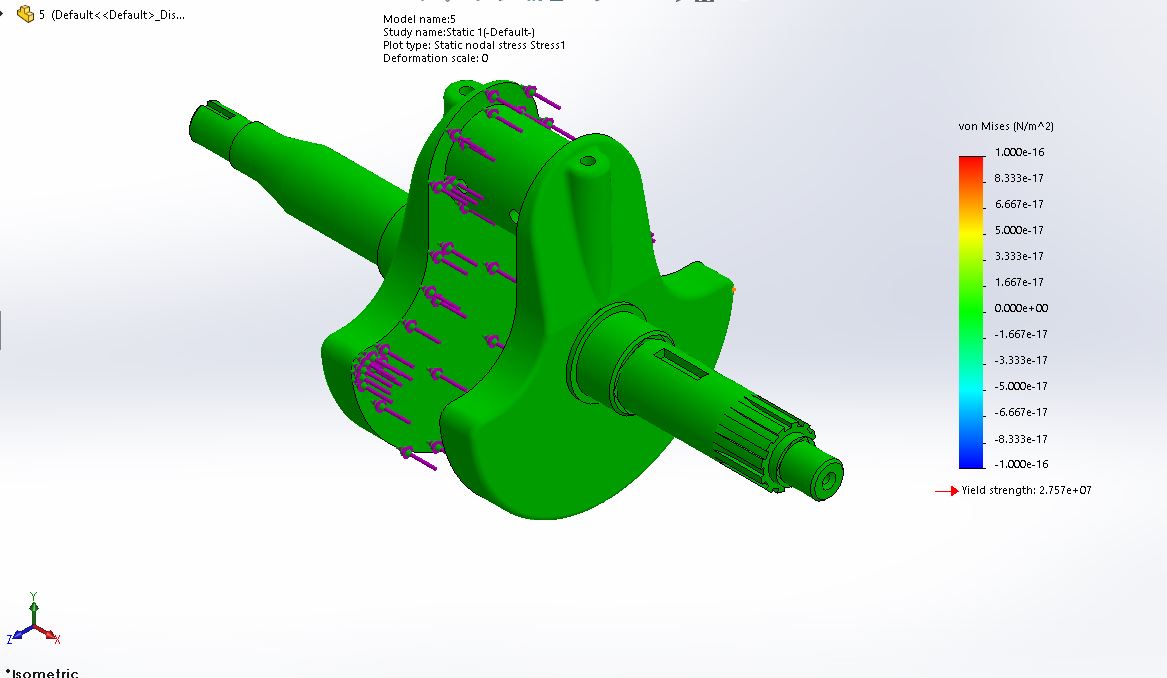 5 (Default<<Default>_Dis...
Model name:5
Study name:Static 1(-Default-)
Plot type: Static nodal stress Stress1
Deformation scale: 0
von Mises (N/m^2)
1.000e-16
8.333e-17
6.667e-17
5.000e-17
3.333e-17
1.667e-17
0.000e+00
-1.667e-17
-3.333e-17
-5.000e-17
-6.667e-17
-8.333e-17
-1.000e-16
Yield strength: 2.757e+07
Y
Z
X
*Isometric